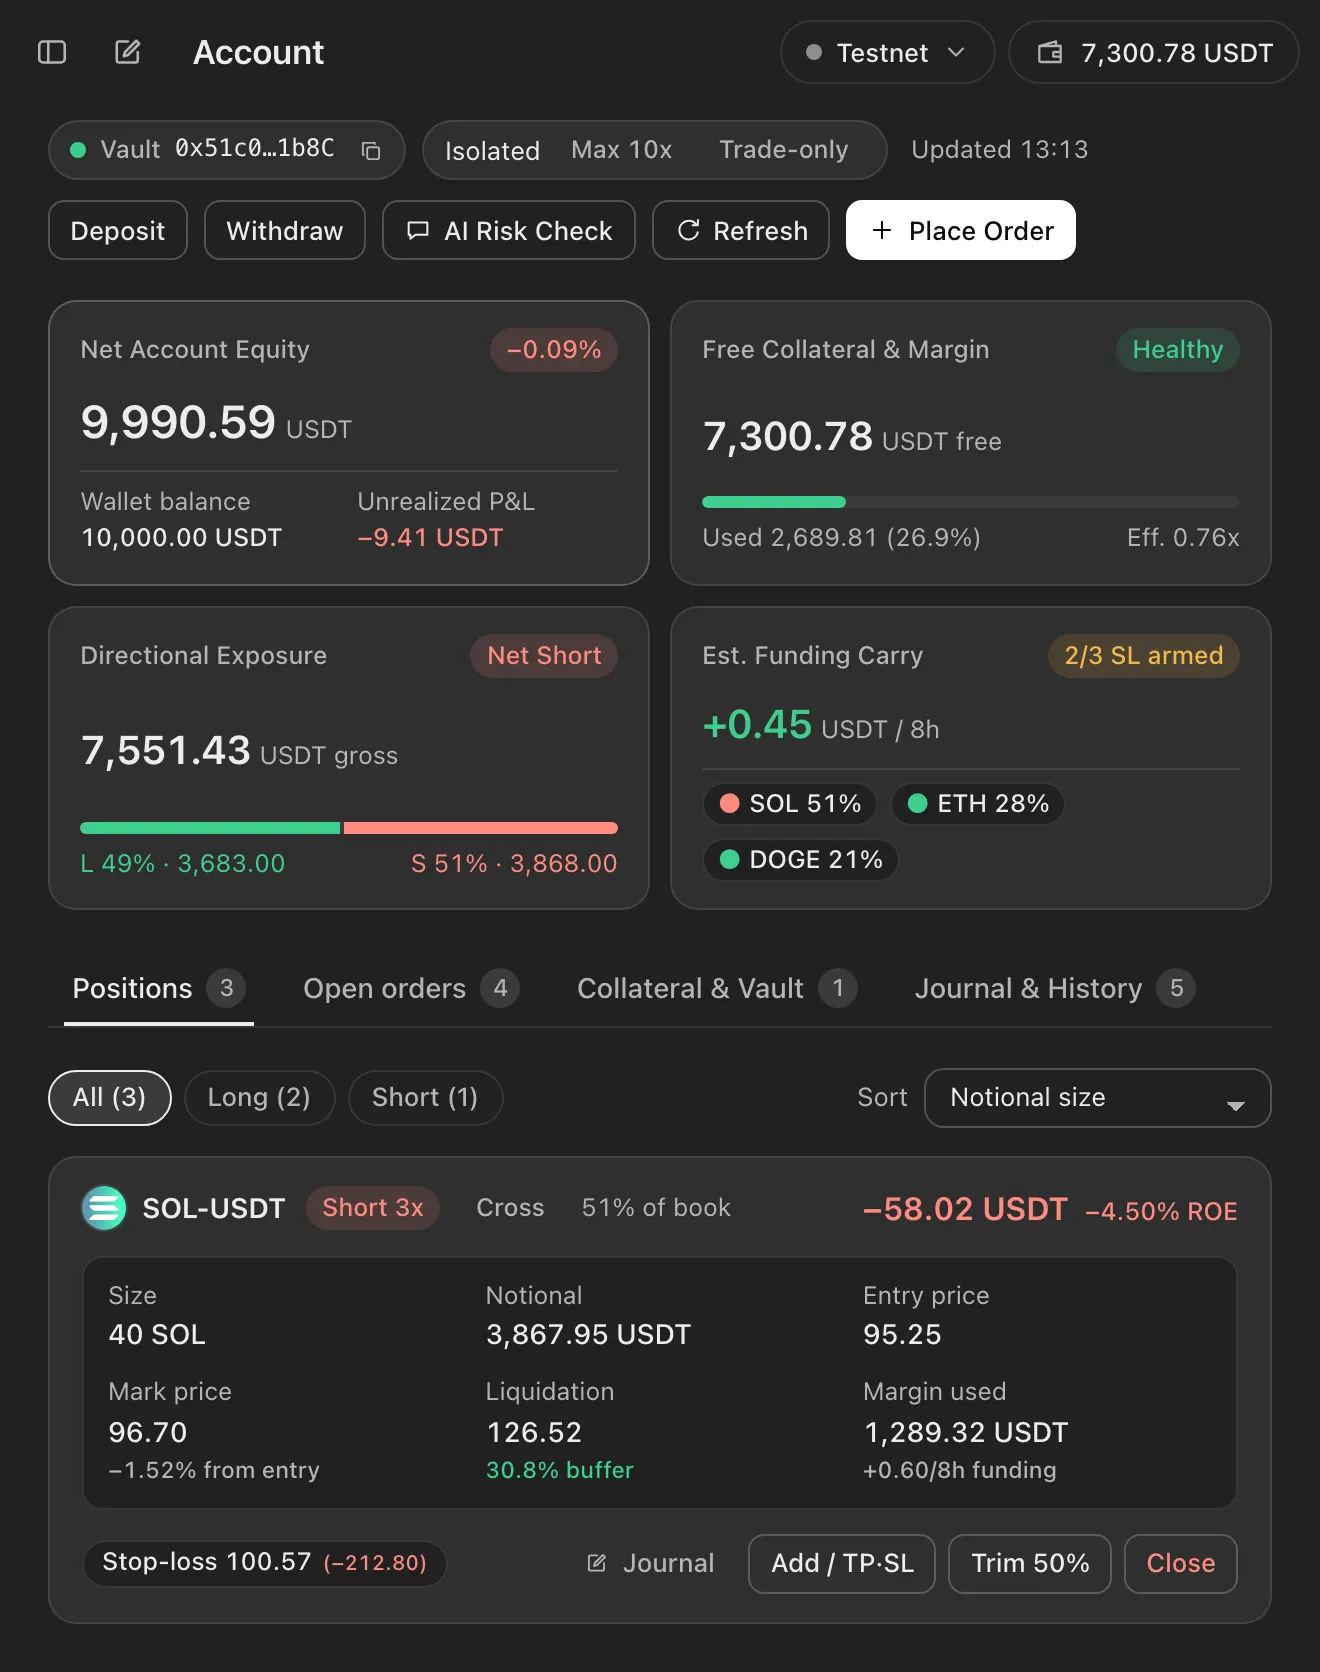 Account
Testnet
7,300.78 USDT
Vault 0x51c0…1b8C
Isolated Max 10x Trade-only
Updated 13:13
Deposit
Withdraw
AI Risk Check
Refresh
Place Order
Net Account Equity
−0.09%
9,990.59 USDT
Wallet balance
10,000.00 USDT
Unrealized P&L
−9.41 USDT
Free Collateral & Margin
Healthy
7,300.78 USDT free
Used 2,689.81 (26.9%)
Eff. 0.76x
Directional Exposure
Net Short
7,551.43 USDT gross
L 49% · 3,683.00
S 51% · 3,868.00
Est. Funding Carry
2/3 SL armed
+0.45 USDT / 8h
SOL 51%
ETH 28%
DOGE 21%
Positions 3
Open orders 4
Collateral & Vault 1
Journal & History 5
All (3)
Long (2)
Short (1)
Sort
Notional size
SOL-USDT
Short 3x
Cross
51% of book
−58.02 USDT −4.50% ROE
Size
40 SOL
Notional
3,867.95 USDT
Entry price
95.25
Mark price
96.70
−1.52% from entry
Liquidation
126.52
30.8% buffer
Margin used
1,289.32 USDT
+0.60/8h funding
Stop-loss 100.57 (−212.80)
Journal
Add / TP·SL
Trim 50%
Close